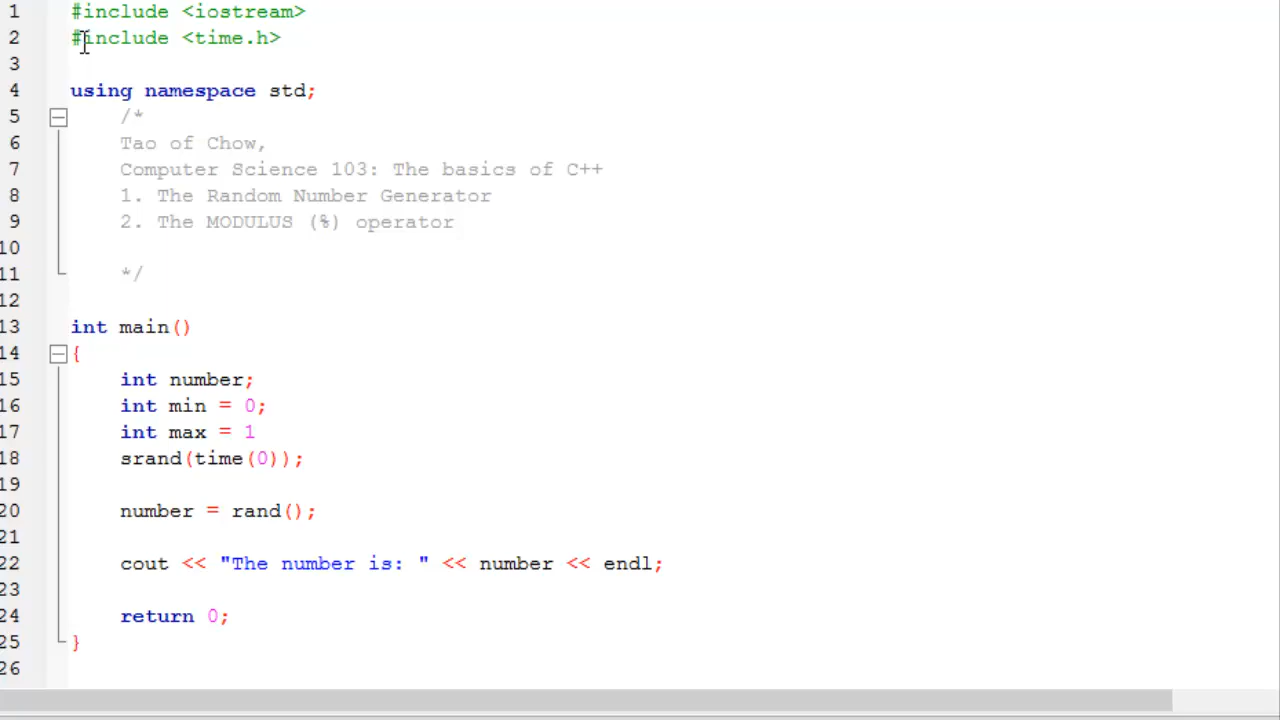 1 #include <iostream>
2 #include <time.h>
3
4 using namespace std;
5 /*
6 Tao of Chow,
7 Computer Science 103: The basics of C++
8 1. The Random Number Generator
9 2. The MODULUS (%) operator
10
11 */
12
13 int main()
14 {
15 int number;
16 int min = 0;
17 int max = 1
18 srand(time(0));
19
20 number = rand();
21
22 cout << "The number is: " << number << endl;
23
24 return 0;
25 }
26